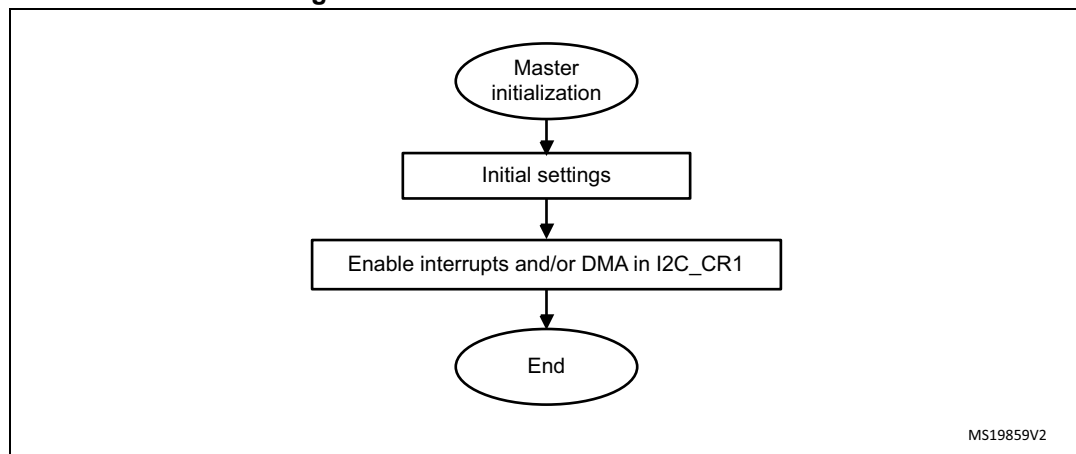 Master
initialization
Initial settings
Enable interrupts and/or DMA in I2C_CR1
End
MS19859V2